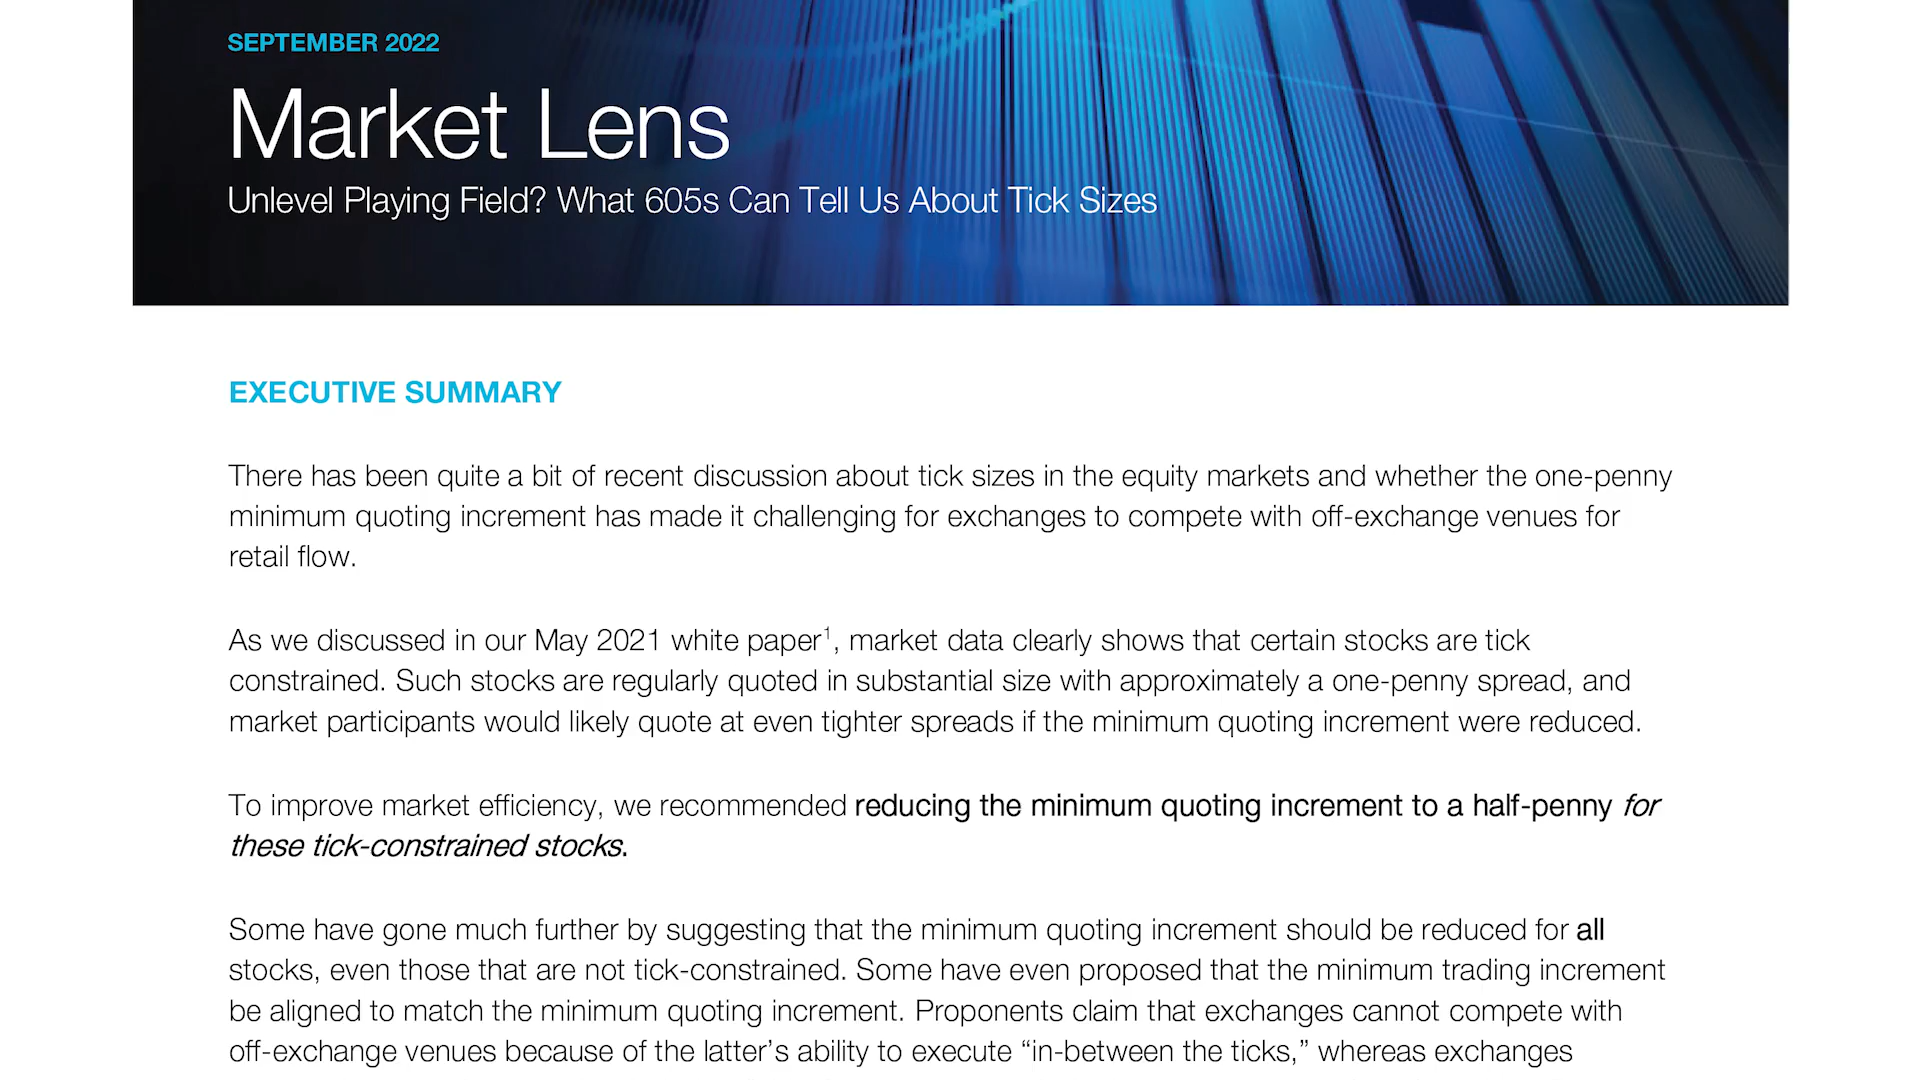 SEPTEMBER 2022
Market Lens
Unlevel Playing Field? What 605s Can Tell Us About Tick Sizes
EXECUTIVE SUMMARY
There has been quite a bit of recent discussion about tick sizes in the equity markets and whether the one-penny
minimum quoting increment has made it challenging for exchanges to compete with off-exchange venues for
retail flow.
As we discussed in our May 2021 white paper¹, market data clearly shows that certain stocks are tick
constrained. Such stocks are regularly quoted in substantial size with approximately a one-penny spread, and
market participants would likely quote at even tighter spreads if the minimum quoting increment were reduced.
To improve market efficiency, we recommended reducing the minimum quoting increment to a half-penny for
these tick-constrained stocks.
Some have gone much further by suggesting that the minimum quoting increment should be reduced for all
stocks, even those that are not tick-constrained. Some have even proposed that the minimum trading increment
be aligned to match the minimum quoting increment. Proponents claim that exchanges cannot compete with
off-exchange venues because of the latter’s ability to execute “in-between the ticks,” whereas exchanges